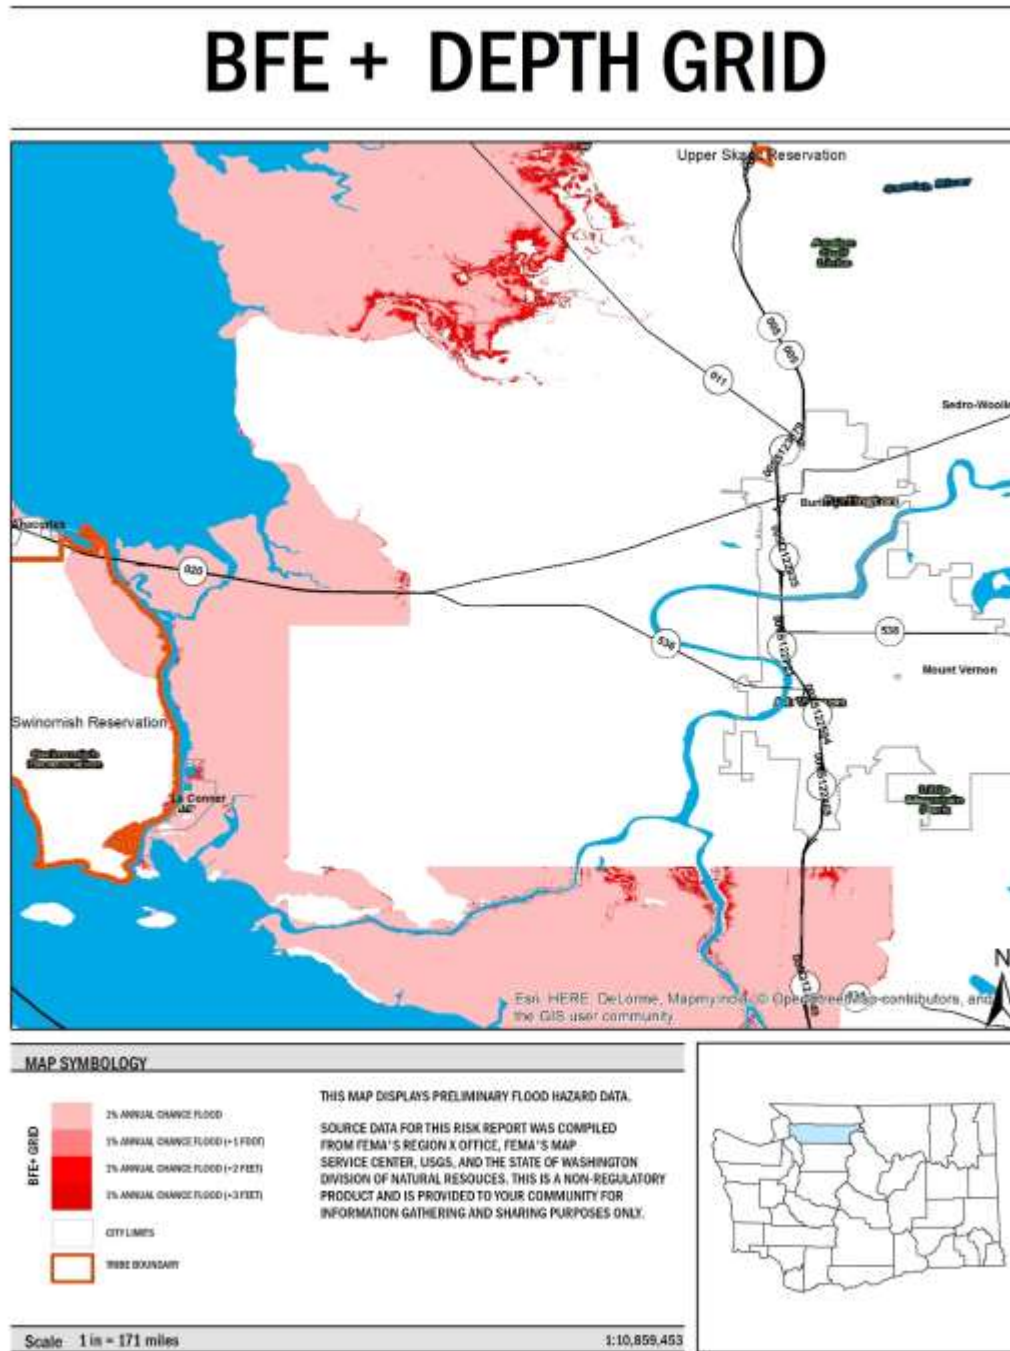 BFE + DEPTH GRID
Upper Skagit Reservation
005
005
011
Sedro-Woolle
Anacortes
020
536
538
Mount Vernon
Swinomish Reservation
La Conner
N
Esri, HERE, DeLorme, MapmyIndia, © OpenStreetMap contributors, and
the GIS user community
MAP SYMBOLOGY
BFE+ GRID
1% ANNUAL CHANCE FLOOD
1% ANNUAL CHANCE FLOOD (+1 FOOT)
1% ANNUAL CHANCE FLOOD (+2 FEET)
1% ANNUAL CHANCE FLOOD (+3 FEET)
CITY LIMITS
TRIBE BOUNDARY
THIS MAP DISPLAYS PRELIMINARY FLOOD HAZARD DATA.
SOURCE DATA FOR THIS RISK REPORT WAS COMPILED
FROM FEMA'S REGION X OFFICE, FEMA'S MAP
SERVICE CENTER, USGS, AND THE STATE OF WASHINGTON
DIVISION OF NATURAL RESOUCES. THIS IS A NON-REGULATORY
PRODUCT AND IS PROVIDED TO YOUR COMMUNITY FOR
INFORMATION GATHERING AND SHARING PURPOSES ONLY.
Scale 1 in = 171 miles
1:10,859,453